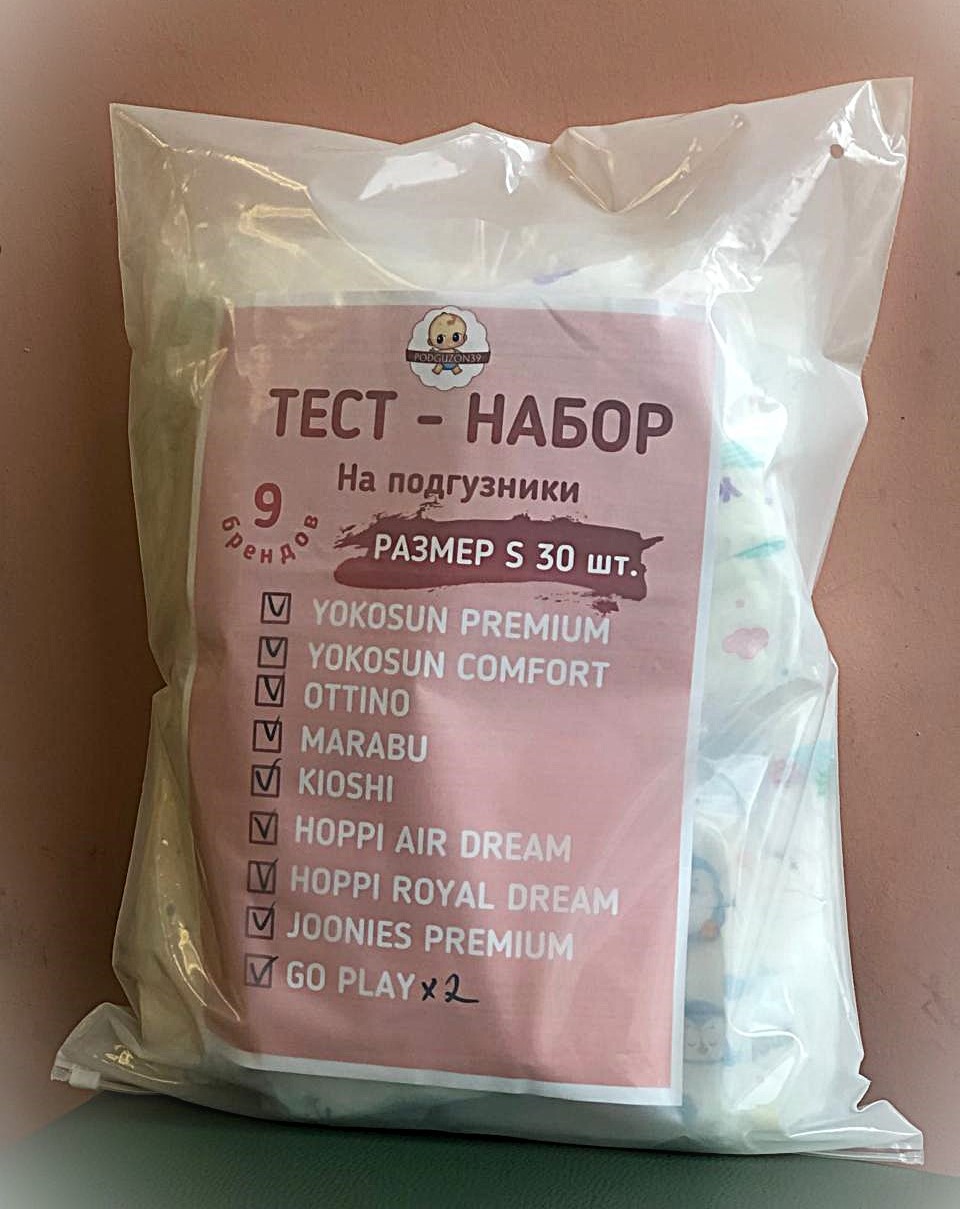 PODGUZON39
ТЕСТ - НАБОР
На подгузники
9
брендов
РАЗМЕР S 30 шт.
YOKOSUN PREMIUM
YOKOSUN COMFORT
OTTINO
MARABU
KIOSHI
HOPPI AIR DREAM
HOPPI ROYAL DREAM
JOONIES PREMIUM
GO PLAY x2